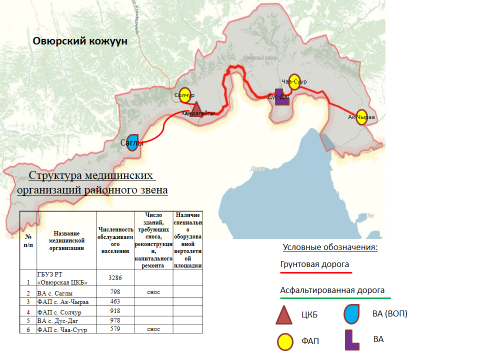 Овюрский кожуун
Солчур
Чаа-Суур
Дус-Даг
Хандагайты
Ак-Чыраа
Саглы
Структура медицинских
организаций районного звена
№ п/п
Название медицинской организации
Численность обслуживаемого населения
Число зданий, требующих сноса, реконструкции, капитального ремонта
Наличие специально оборудованной вертолетной площадки
1 ГБУЗ РТ «Овюрская ЦКБ» 3286
2 ВА с. Саглы 798 снос
3 ФАП с. Ак-Чыраа 463
4 ФАП с. Солчур 918
5 ВА с. Дус-Даг 978
6 ФАП с. Чаа-Суур 579 снос
Условные обозначения:
Грунтовая дорога
Асфальтированная дорога
ЦКБ
ВА (ВОП)
ФАП
ВА